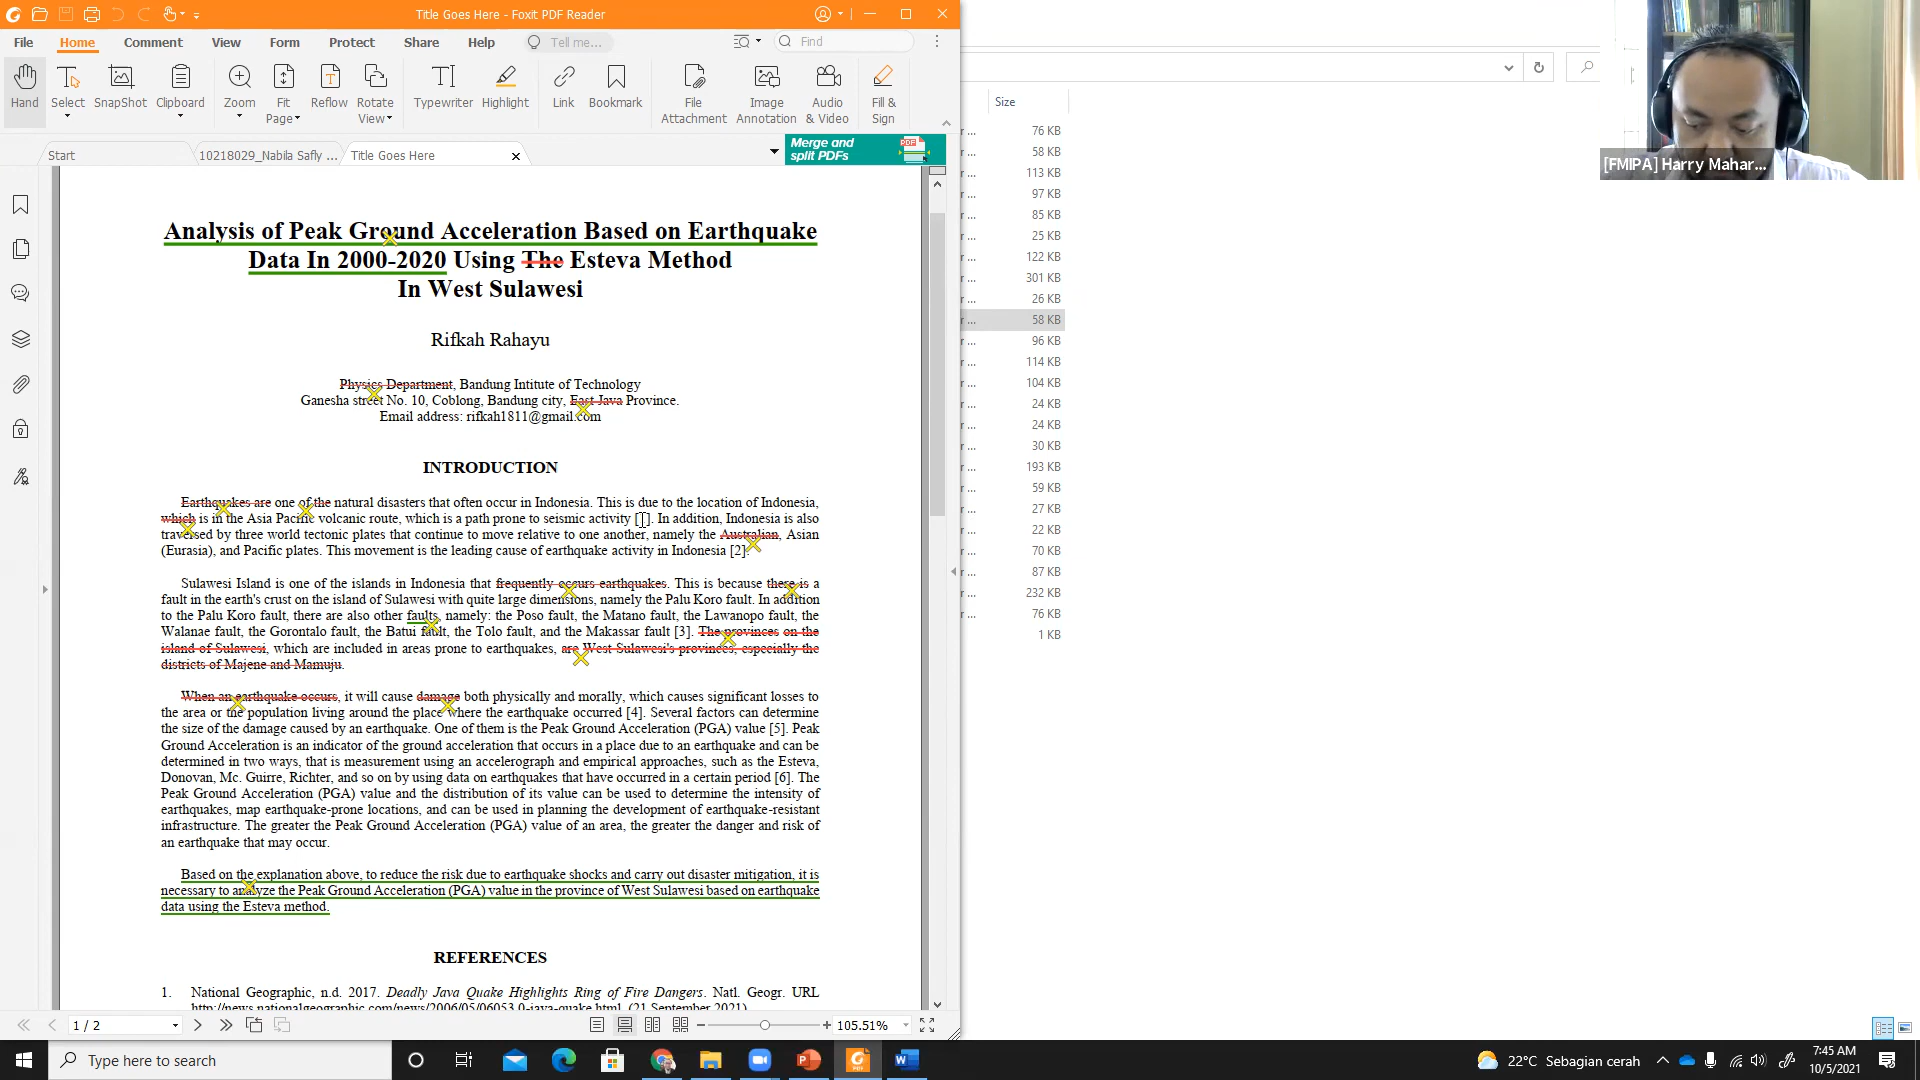 Title Goes Here - Foxit PDF Reader
File Home Comment View Form Protect Share Help Tell me... Find
Hand Select SnapShot Clipboard Zoom Fit Page Reflow Rotate View Typewriter Highlight Link Bookmark File Attachment Image Annotation Audio & Video Fill & Sign
Start 10218029_Nabila Safly ... Title Goes Here
Merge and split PDFs
Analysis of Peak Ground Acceleration Based on Earthquake
Data In 2000-2020 Using The Esteva Method
In West Sulawesi
Rifkah Rahayu
Physics Department, Bandung Intitute of Technology
Ganesha street No. 10, Coblong, Bandung city, East Java Province.
Email address: rifkah1811@gmail.com
INTRODUCTION
Earthquakes are one of the natural disasters that often occur in Indonesia. This is due to the location of Indonesia,
which is in the Asia Pacific volcanic route, which is a path prone to seismic activity [1]. In addition, Indonesia is also
traversed by three world tectonic plates that continue to move relative to one another, namely the Australian, Asian
(Eurasia), and Pacific plates. This movement is the leading cause of earthquake activity in Indonesia [2].
Sulawesi Island is one of the islands in Indonesia that frequently occurs earthquakes. This is because there is a
fault in the earth's crust on the island of Sulawesi with quite large dimensions, namely the Palu Koro fault. In addition
to the Palu Koro fault, there are also other faults, namely: the Poso fault, the Matano fault, the Lawanopo fault, the
Walanae fault, the Gorontalo fault, the Batui fault, the Tolo fault, and the Makassar fault [3]. The provinces on the
island of Sulawesi, which are included in areas prone to earthquakes, are West Sulawesi's provinces, especially the
districts of Majene and Mamuju.
When an earthquake occurs, it will cause damage both physically and morally, which causes significant losses to
the area or the population living around the place where the earthquake occurred [4]. Several factors can determine
the size of the damage caused by an earthquake. One of them is the Peak Ground Acceleration (PGA) value [5]. Peak
Ground Acceleration is an indicator of the ground acceleration that occurs in a place due to an earthquake and can be
determined in two ways, that is measurement using an accelerograph and empirical approaches, such as the Esteva,
Donovan, Mc. Guirre, Richter, and so on by using data on earthquakes that have occurred in a certain period [6]. The
Peak Ground Acceleration (PGA) value and the distribution of its value can be used to determine the intensity of
earthquakes, map earthquake-prone locations, and can be used in planning the development of earthquake-resistant
infrastructure. The greater the Peak Ground Acceleration (PGA) value of an area, the greater the danger and risk of
an earthquake that may occur.
Based on the explanation above, to reduce the risk due to earthquake shocks and carry out disaster mitigation, it is
necessary to analyze the Peak Ground Acceleration (PGA) value in the province of West Sulawesi based on earthquake
data using the Esteva method.
REFERENCES
1. National Geographic, n.d. 2017. Deadly Java Quake Highlights Ring of Fire Dangers. Natl. Geogr. URL
http://news.nationalgeographic.com/news/2006/05/06053.0-java-quake.html. (21 September 2021)
1 / 2 105.51%
Size
r ... 76 KB
r ... 58 KB
r ... 113 KB
r ... 97 KB
r ... 85 KB
r ... 25 KB
r ... 122 KB
r ... 301 KB
r ... 26 KB
r ... 58 KB
r ... 96 KB
r ... 114 KB
r ... 104 KB
r ... 24 KB
r ... 24 KB
r ... 30 KB
r ... 193 KB
r ... 59 KB
r ... 27 KB
r ... 22 KB
r ... 70 KB
r ... 87 KB
r ... 232 KB
r ... 76 KB
1 KB
[FMIPA] Harry Mahar...
Type here to search
22°C Sebagian cerah
7:45 AM
10/5/2021